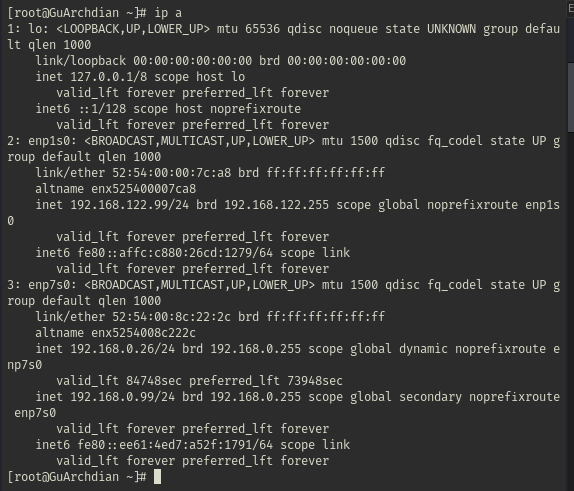 [root@GuArchdian ~]# ip a
1: lo: <LOOPBACK,UP,LOWER_UP> mtu 65536 qdisc noqueue state UNKNOWN group defau
lt qlen 1000
    link/loopback 00:00:00:00:00:00 brd 00:00:00:00:00:00
    inet 127.0.0.1/8 scope host lo
       valid_lft forever preferred_lft forever
    inet6 ::1/128 scope host noprefixroute
       valid_lft forever preferred_lft forever
2: enp1s0: <BROADCAST,MULTICAST,UP,LOWER_UP> mtu 1500 qdisc fq_codel state UP g
roup default qlen 1000
    link/ether 52:54:00:00:7c:a8 brd ff:ff:ff:ff:ff:ff
    altname enx525400007ca8
    inet 192.168.122.99/24 brd 192.168.122.255 scope global noprefixroute enp1s
0
       valid_lft forever preferred_lft forever
    inet6 fe80::affc:c880:26cd:1279/64 scope link
       valid_lft forever preferred_lft forever
3: enp7s0: <BROADCAST,MULTICAST,UP,LOWER_UP> mtu 1500 qdisc fq_codel state UP g
roup default qlen 1000
    link/ether 52:54:00:8c:22:2c brd ff:ff:ff:ff:ff:ff
    altname enx5254008c222c
    inet 192.168.0.26/24 brd 192.168.0.255 scope global dynamic noprefixroute e
np7s0
       valid_lft 84748sec preferred_lft 73948sec
    inet 192.168.0.99/24 brd 192.168.0.255 scope global secondary noprefixroute
 enp7s0
       valid_lft forever preferred_lft forever
    inet6 fe80::ee61:4ed7:a52f:1791/64 scope link
       valid_lft forever preferred_lft forever
[root@GuArchdian ~]#